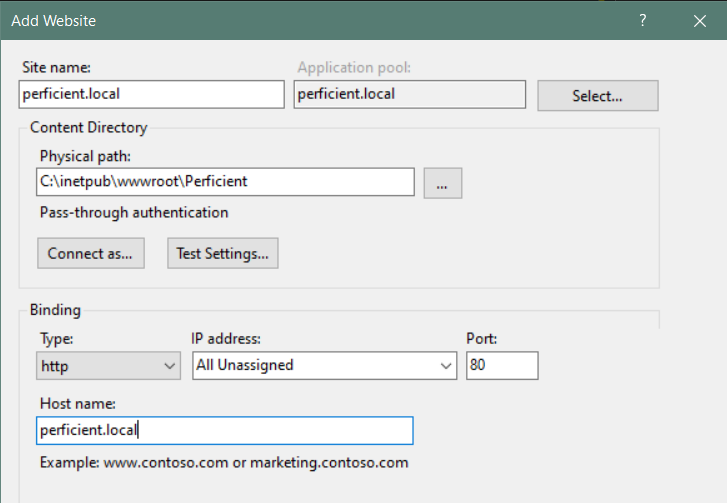 Add Website
?
Site name:
Application pool:
perficient.local
perficient.local
Select...
Content Directory
Physical path:
C:\inetpub\wwwroot\Perficient
...
Pass-through authentication
Connect as...
Test Settings...
Binding
Type:
IP address:
Port:
http
All Unassigned
80
Host name:
perficient.local
Example: www.contoso.com or marketing.contoso.com